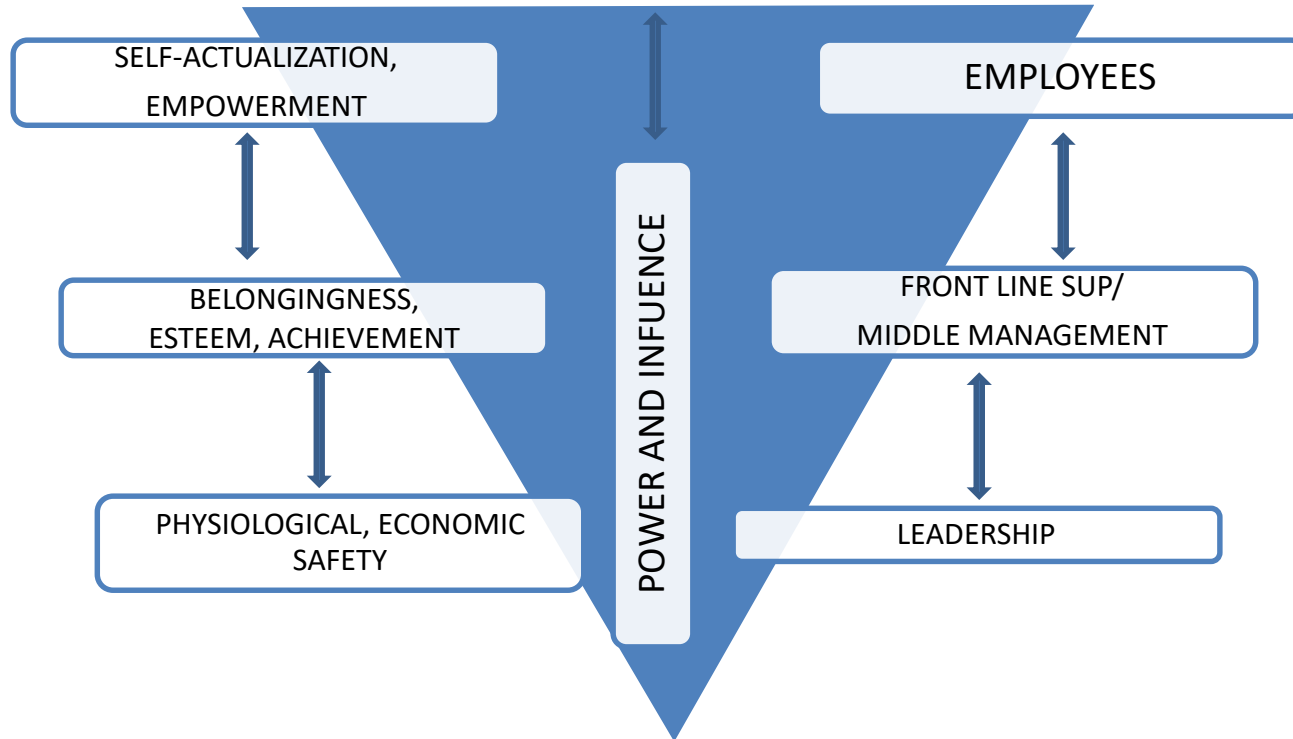 SELF-ACTUALIZATION,
EMPOWERMENT
EMPLOYEES
BELONGINGNESS,
ESTEEM, ACHIEVEMENT
FRONT LINE SUP/
MIDDLE MANAGEMENT
POWER AND INFUENCE
PHYSIOLOGICAL, ECONOMIC
SAFETY
LEADERSHIP